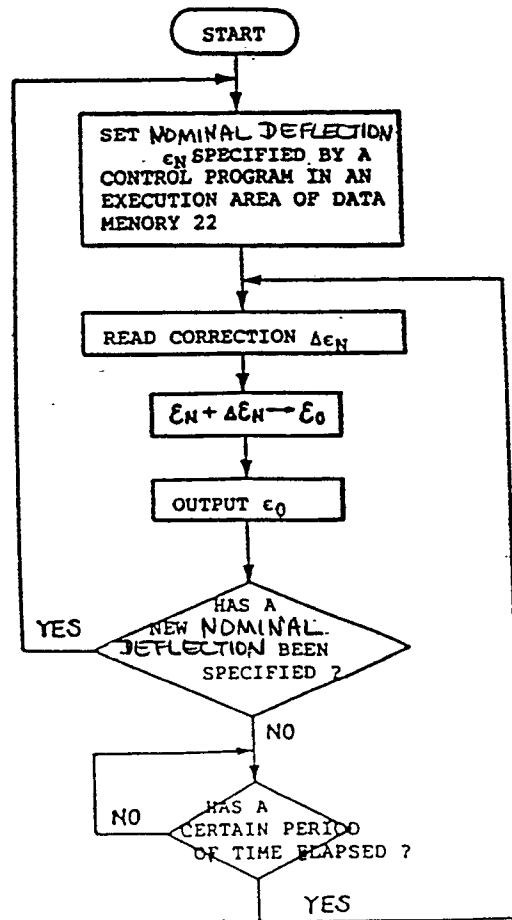 START
SET NOMINAL DEFLECTION
εN SPECIFIED BY A
CONTROL PROGRAM IN AN
EXECUTION AREA OF DATA
MENORY 22
READ CORRECTION ΔεN
εN + ΔεN → ε0
OUTPUT ε0
HAS A
NEW NOMINAL
DEFLECTION BEEN
SPECIFIED ?
YES
NO
HAS A
CERTAIN PERIOD
OF TIME ELAPSED ?
NO
YES